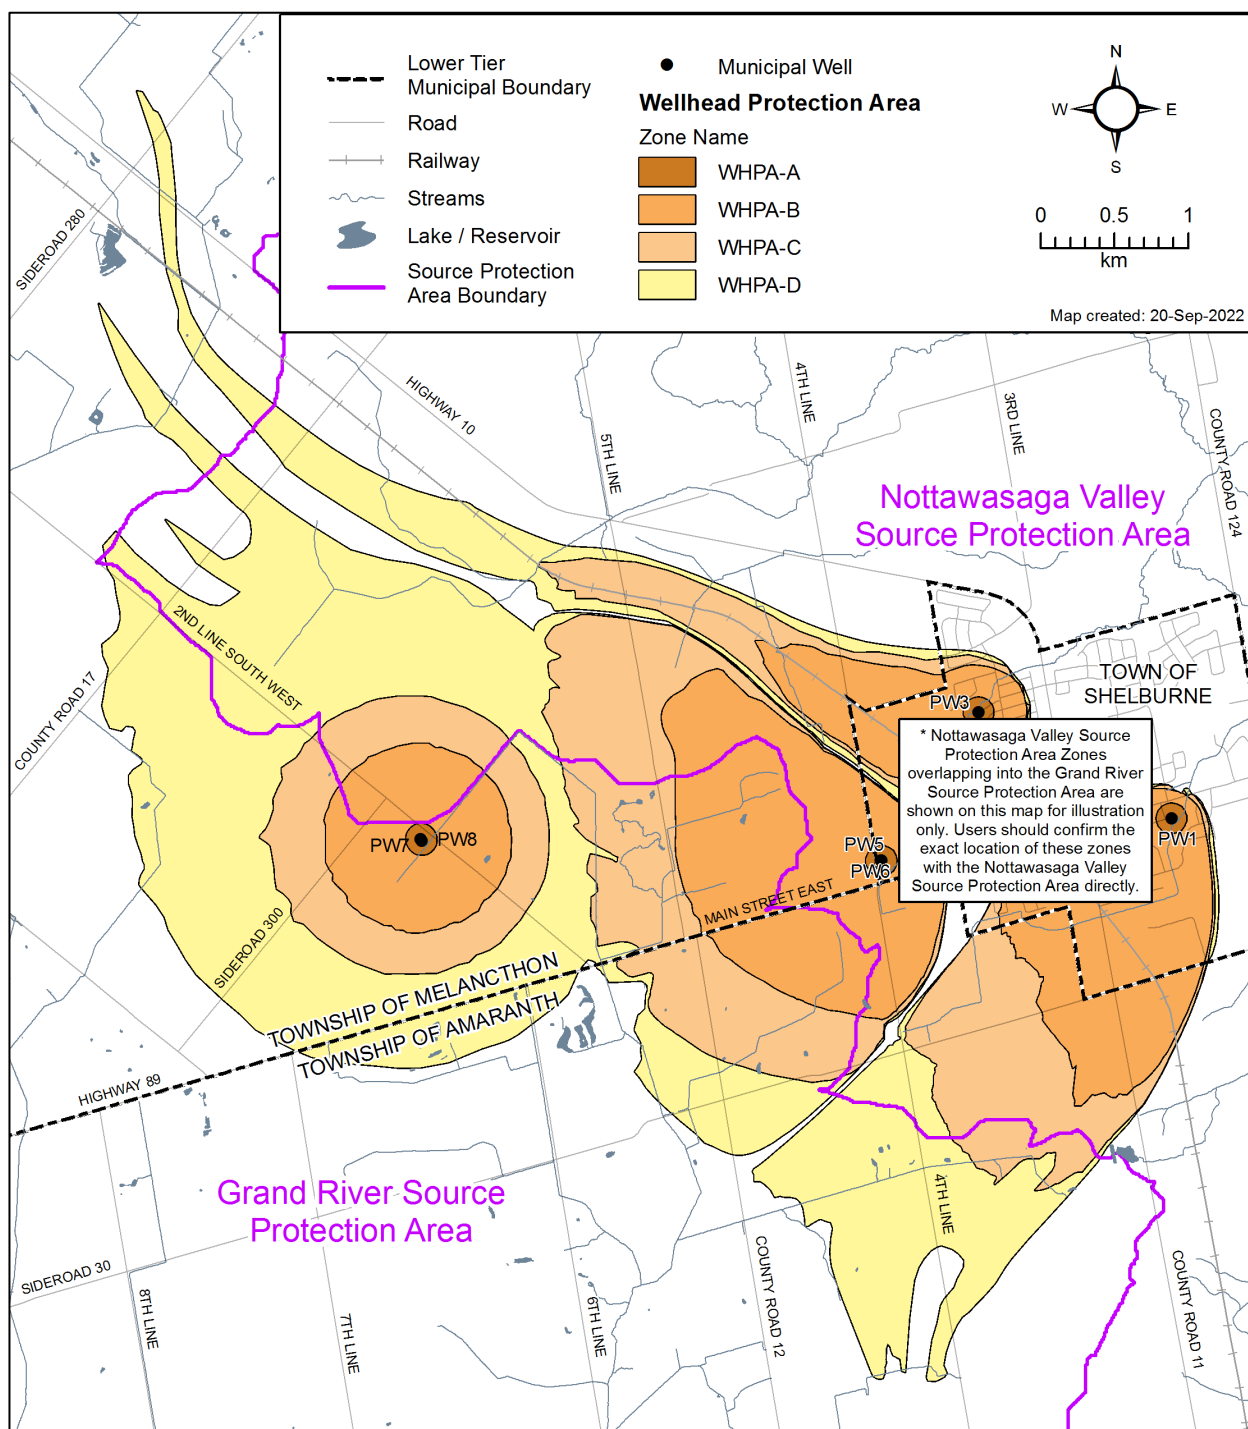 Lower Tier
Municipal Boundary
Road
Railway
Streams
Lake / Reservoir
Source Protection
Area Boundary
Municipal Well
Wellhead Protection Area
Zone Name
WHPA-A
WHPA-B
WHPA-C
WHPA-D
N
W
E
S
0
0.5
1
km
Map created: 20-Sep-2022
SIDEROAD 280
HIGHWAY 10
5TH LINE
4TH LINE
3RD LINE
COUNTY ROAD 124
Nottawasaga Valley
Source Protection Area
2ND LINE SOUTH WEST
COUNTY ROAD 17
TOWN OF
SHELBURNE
PW3
* Nottawasaga Valley Source
Protection Area Zones
overlapping into the Grand River
Source Protection Area are
shown on this map for illustration
only. Users should confirm the
exact location of these zones
with the Nottawasaga Valley
Source Protection Area directly.
PW7
PW8
PW5
PW6
PW1
MAIN STREET EAST
SIDEROAD 300
TOWNSHIP OF MELANCTHON
TOWNSHIP OF AMARANTH
HIGHWAY 89
Grand River Source
Protection Area
SIDEROAD 30
8TH LINE
7TH LINE
6TH LINE
COUNTY ROAD 12
4TH LINE
COUNTY ROAD 11